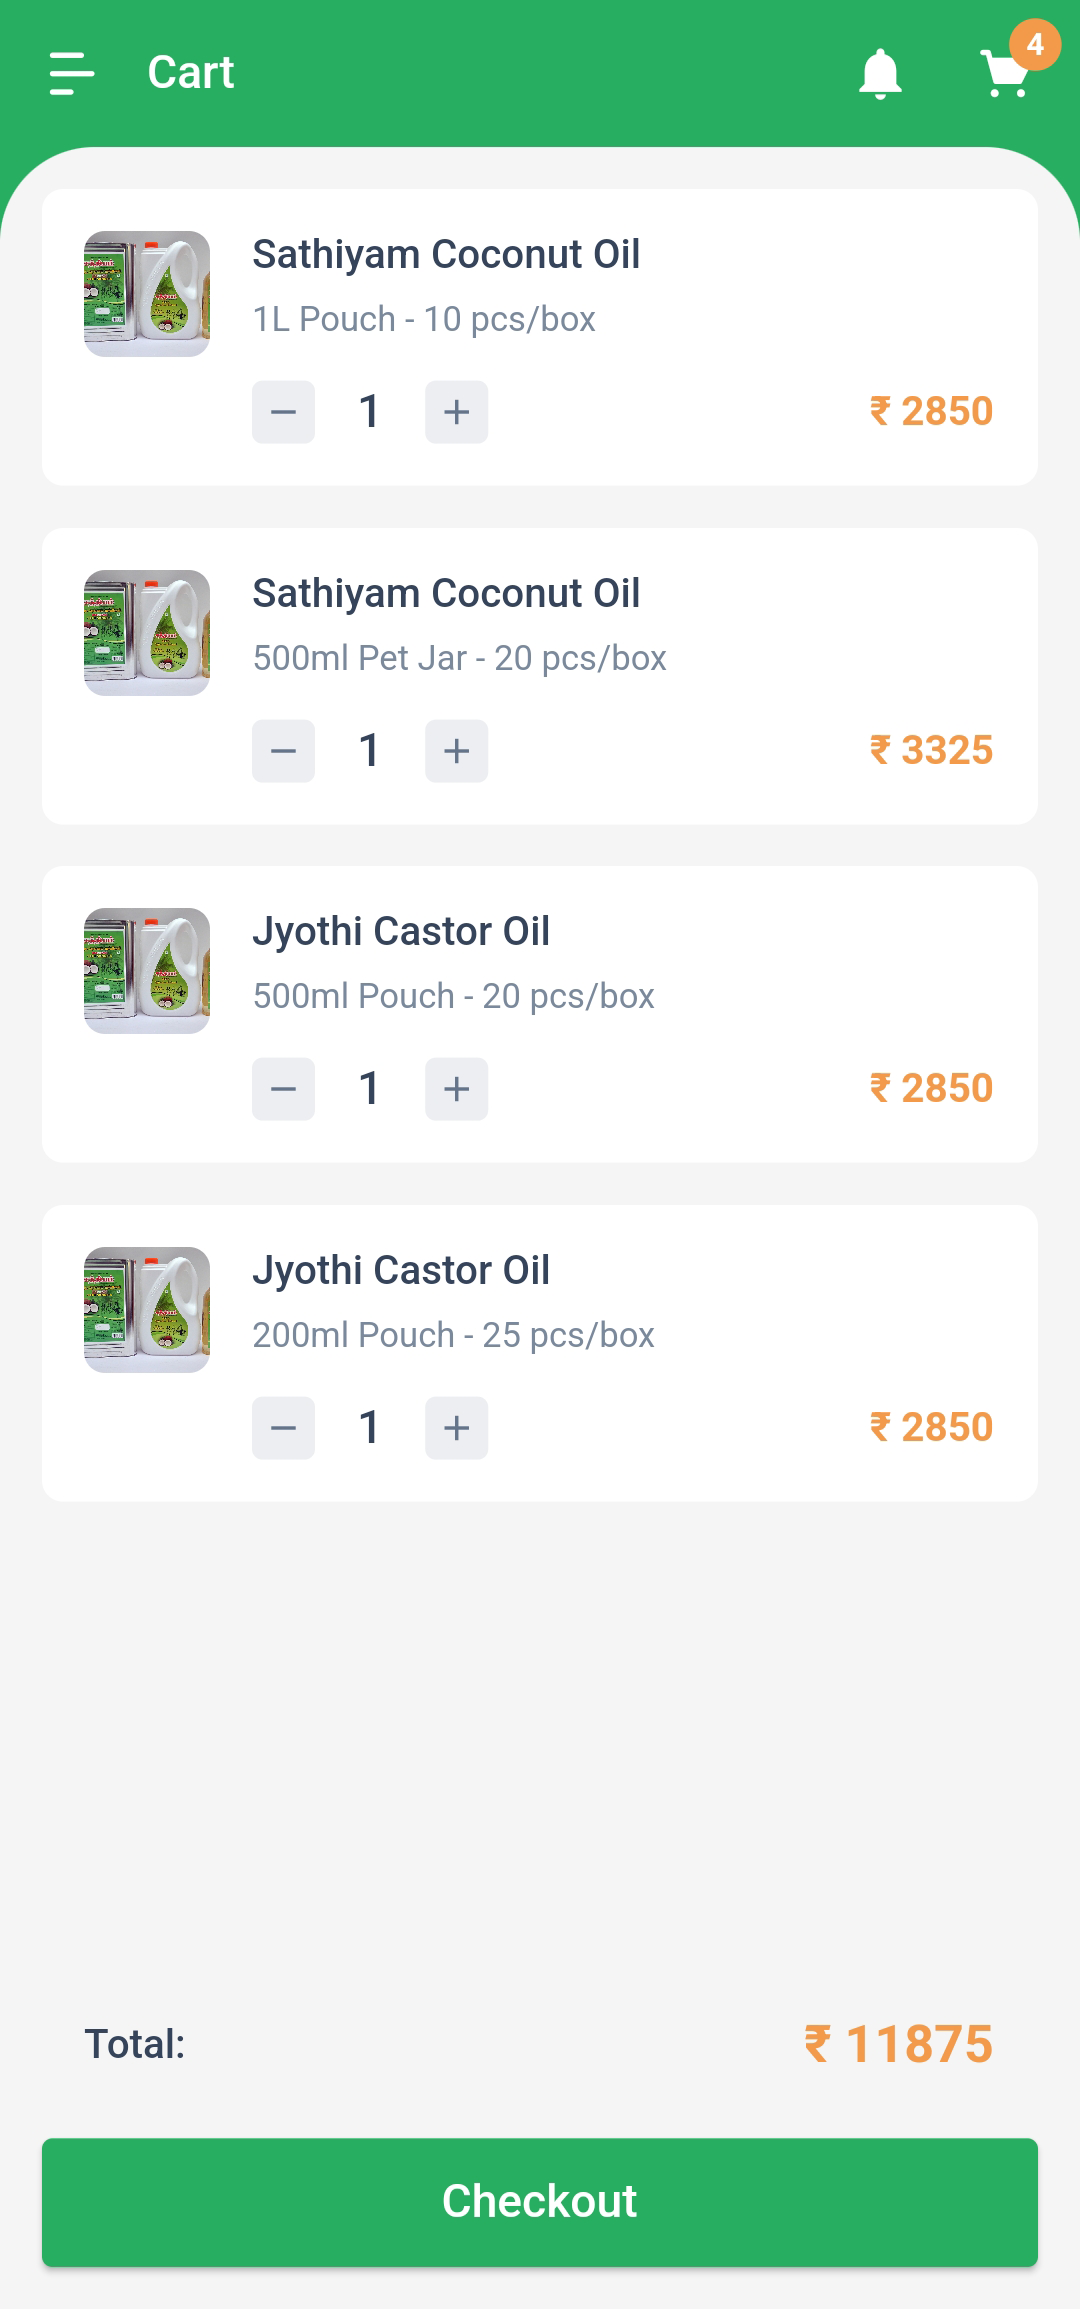 Cart
4
Sathiyam Coconut Oil
1L Pouch - 10 pcs/box
1
₹ 2850
Sathiyam Coconut Oil
500ml Pet Jar - 20 pcs/box
1
₹ 3325
Jyothi Castor Oil
500ml Pouch - 20 pcs/box
1
₹ 2850
Jyothi Castor Oil
200ml Pouch - 25 pcs/box
1
₹ 2850
Total:
₹ 11875
Checkout